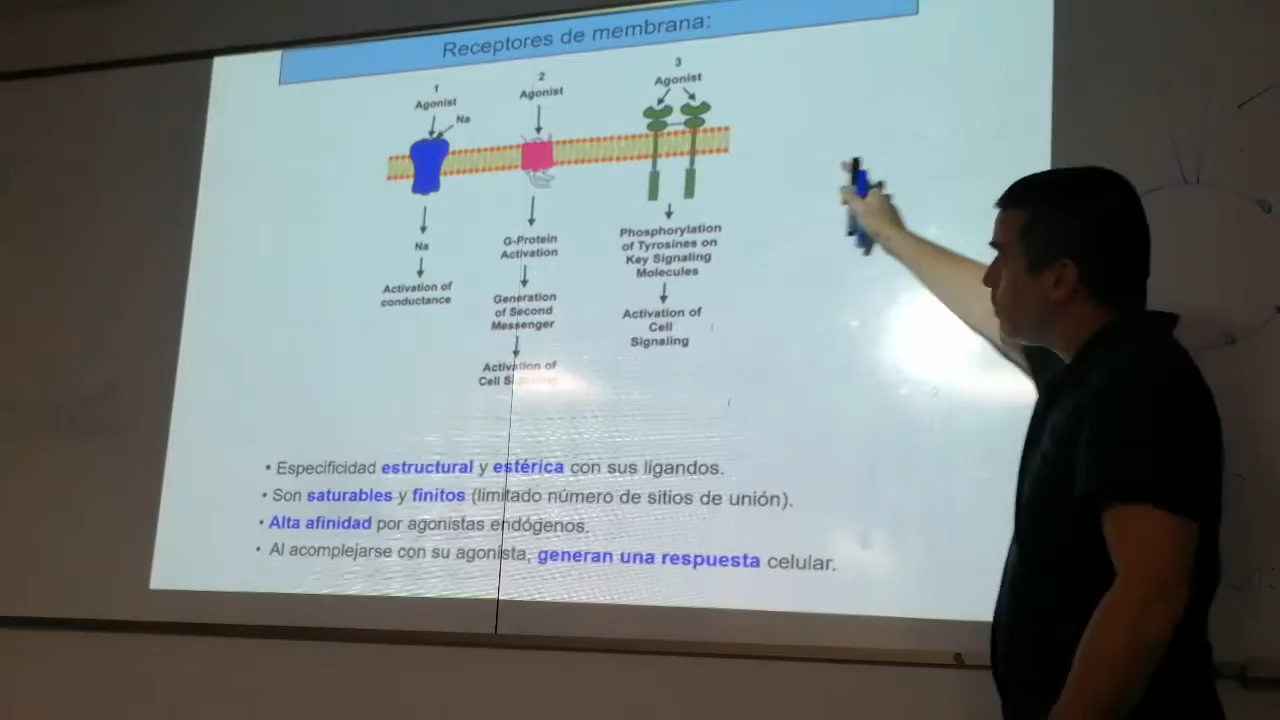 Receptores de membrana:
1
Agonist
Na
Na
Activation of
conductance
2
Agonist
G-Protein
Activation
Generation
of Second
Messenger
Activation of
Cell
3
Agonist
Phosphorylation
of Tyrosines on
Key Signaling
Molecules
Activation of
Cell
Signaling
• Especificidad estructural y estérica con sus ligandos.
• Son saturables y finitos (limitado número de sitios de unión).
• Alta afinidad por agonistas endógenos.
• Al acomplejarse con su agonista, generan una respuesta celular.